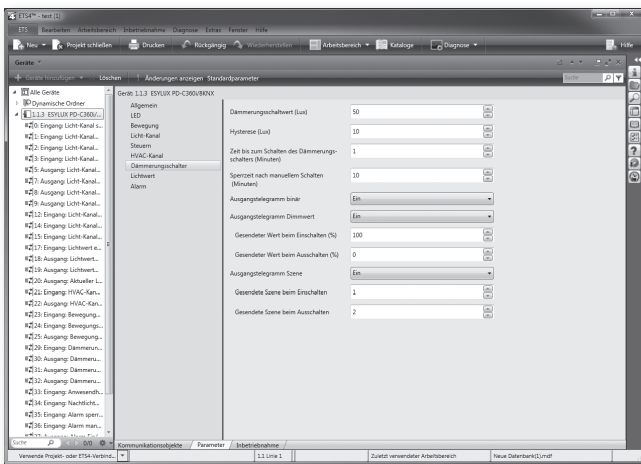 ETS4™ - test (1)
ETS Bearbeiten Arbeitsbereich Inbetriebnahme Diagnose Extras Fenster Hilfe
Neu Projekt schließen Drucken Rückgängig Wiederherstellen Arbeitsbereich Kataloge Diagnose Hilfe
Geräte
Geräte hinzufügen Löschen Änderungen anzeigen Standardparameter Suche
Alle Geräte
Dynamische Ordner
1.1.3 ESYLUX PD-C360i/...
0: Eingang: Licht-Kanal s...
1: Eingang: Licht-Kanal...
2: Eingang: Licht-Kanal...
3: Eingang: Licht-Kanal...
5: Ausgang: Licht-Kanal...
7: Ausgang: Licht-Kanal...
8: Ausgang: Licht-Kanal...
9: Ausgang: Licht-Kanal...
12: Eingang: Licht-Kanal...
14: Eingang: Licht-Kanal...
15: Eingang: Licht-Kanal...
17: Eingang: Lichtwert e...
18: Ausgang: Lichtwert...
19: Ausgang: Lichtwert...
20: Ausgang: Aktueller L...
21: Eingang: HVAC-Kan...
22: Ausgang: HVAC-Kan...
23: Eingang: Bewegung...
24: Eingang: Bewegungs...
25: Ausgang: Bewegung...
29: Eingang: Dämmerun...
30: Ausgang: Dämmeru...
31: Ausgang: Dämmeru...
32: Ausgang: Dämmeru...
33: Eingang: Anwesendh...
34: Eingang: Nachtlicht...
35: Eingang: Alarm sperr...
36: Eingang: Alarm man...
Suche 0/0
Gerät: 1.1.3 ESYLUX PD-C360i/8KNX
Allgemein
LED
Bewegung
Licht-Kanal
Steuern
HVAC-Kanal
Dämmerungsschalter
Lichtwert
Alarm
Dämmerungsschaltwert (Lux) 50
Hysterese (Lux) 10
Zeit bis zum Schalten des Dämmerungs- 1
schalters (Minuten)
Sperrzeit nach manuellem Schalten 10
(Minuten)
Ausgangstelegramm binär Ein
Ausgangstelegramm Dimmwert Ein
Gesendeter Wert beim Einschalten (%) 100
Gesendeter Wert beim Ausschalten (%) 0
Ausgangstelegramm Szene Ein
Gesendete Szene beim Einschalten 1
Gesendete Szene beim Ausschalten 2
Kommunikationsobjekte Parameter Inbetriebnahme
Verwende Projekt- oder ETS4-Verbind... 1.1 Linie 1 Zuletzt verwendeter Arbeitsbereich Neue Datenbank(1).mdf